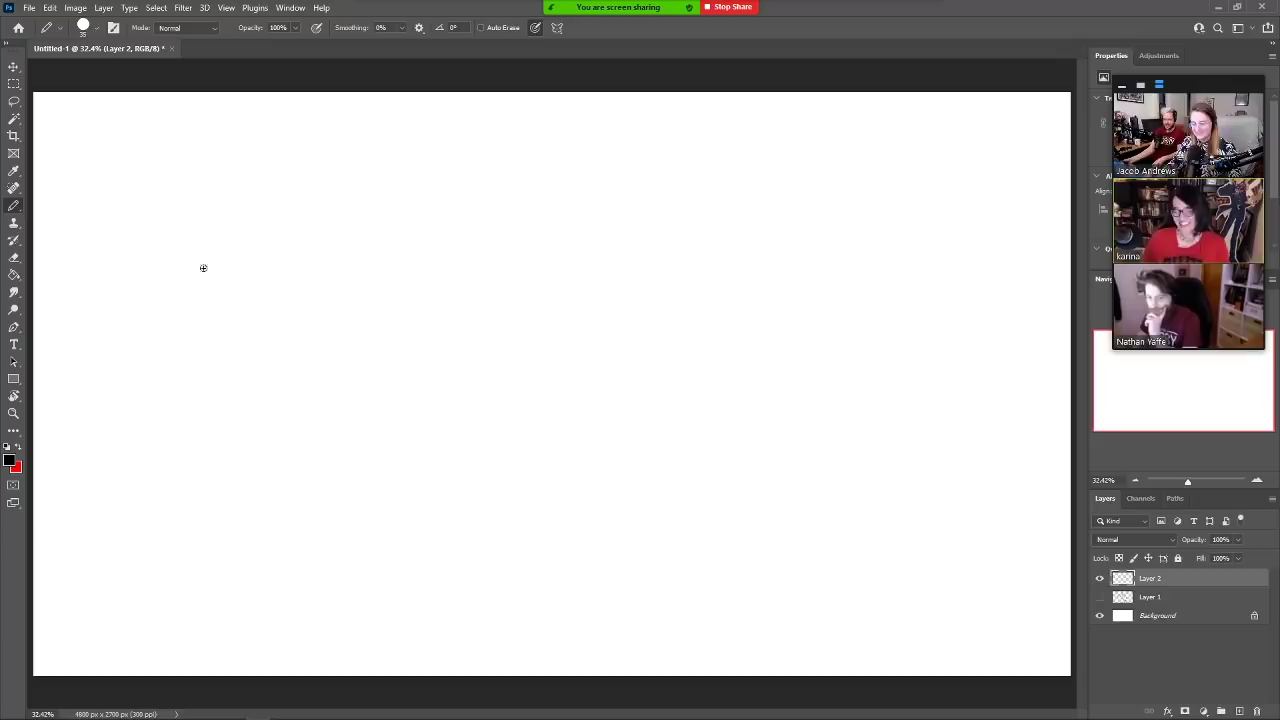 Ps File Edit Image Layer Type Select Filter 3D View Plugins Window Help
You are screen sharing Stop Share
35 Mode: Normal Opacity: 100% Smoothing: 0% 0° Auto Erase
Untitled-1 @ 32.4% (Layer 2, RGB/8) *
Properties Adjustments
Jacob Andrews
karina
Nathan Yaffe
32.42%
Layers Channels Paths
Kind
Normal Opacity: 100%
Lock: Fill: 100%
Layer 2
Layer 1
Background
32.42% 4800 px x 2700 px (300 ppi)